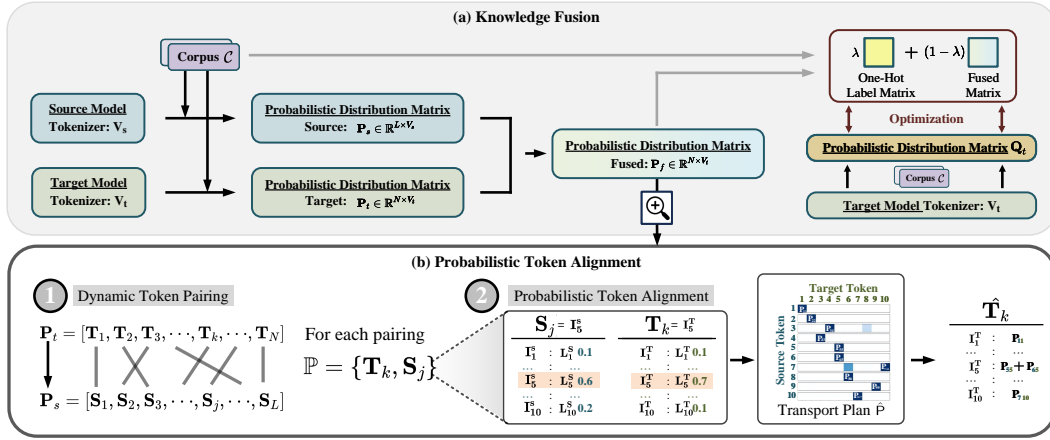 (a) Knowledge Fusion
Corpus 𝒞
Source Model
Tokenizer: Vₛ
Probabilistic Distribution Matrix
Source: 𝐏ₛ ∈ ℝ^{L×Vₛ}
Target Model
Tokenizer: Vₜ
Probabilistic Distribution Matrix
Target: 𝐏ₜ ∈ ℝ^{N×Vₜ}
Probabilistic Distribution Matrix
Fused: 𝐏_f ∈ ℝ^{N×Vₜ}
λ + (1 − λ)
One-Hot
Label Matrix
Fused
Matrix
Optimization
Probabilistic Distribution Matrix 𝐐ₜ
Corpus 𝒞
Target Model Tokenizer: Vₜ
(b) Probabilistic Token Alignment
1 Dynamic Token Pairing
𝐏ₜ = [𝐓₁, 𝐓₂, 𝐓₃, ···, 𝐓ₖ, ···, 𝐓_N]
𝐏ₛ = [𝐒₁, 𝐒₂, 𝐒₃, ···, 𝐒ⱼ, ···, 𝐒_L]
For each pairing
ℙ = {𝐓ₖ, 𝐒ⱼ}
2 Probabilistic Token Alignment
𝐒ⱼ = I₅ˢ 𝐓ₖ = I₅ᵀ
I₁ˢ : L₁ˢ 0.1 I₁ᵀ : L₁ᵀ 0.1
... : ... ... : ...
I₅ˢ : L₅ˢ 0.6 I₅ᵀ : L₅ᵀ 0.7
... : ... ... : ...
I₁₀ˢ : L₁₀ˢ 0.2 I₁₀ᵀ : L₁₀ᵀ 0.1
Target Token
1 2 3 4 5 6 7 8 9 10
Source Token
1
2
3
4
5
6
7
8
9
10
Transport Plan P̂
𝐓̂ₖ
I₁ᵀ : P₁₁
... : ...
I₅ᵀ : P₅₅ + P₆₅
... : ...
I₁₀ᵀ : P₇ ₁₀